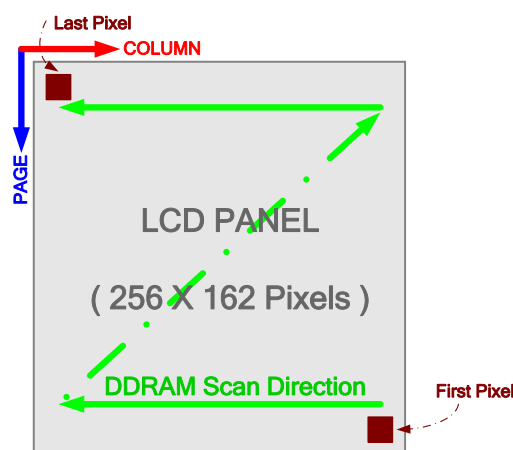 Last Pixel
COLUMN
PAGE
LCD PANEL
( 256 X 162 Pixels )
DDRAM Scan Direction
First Pixel